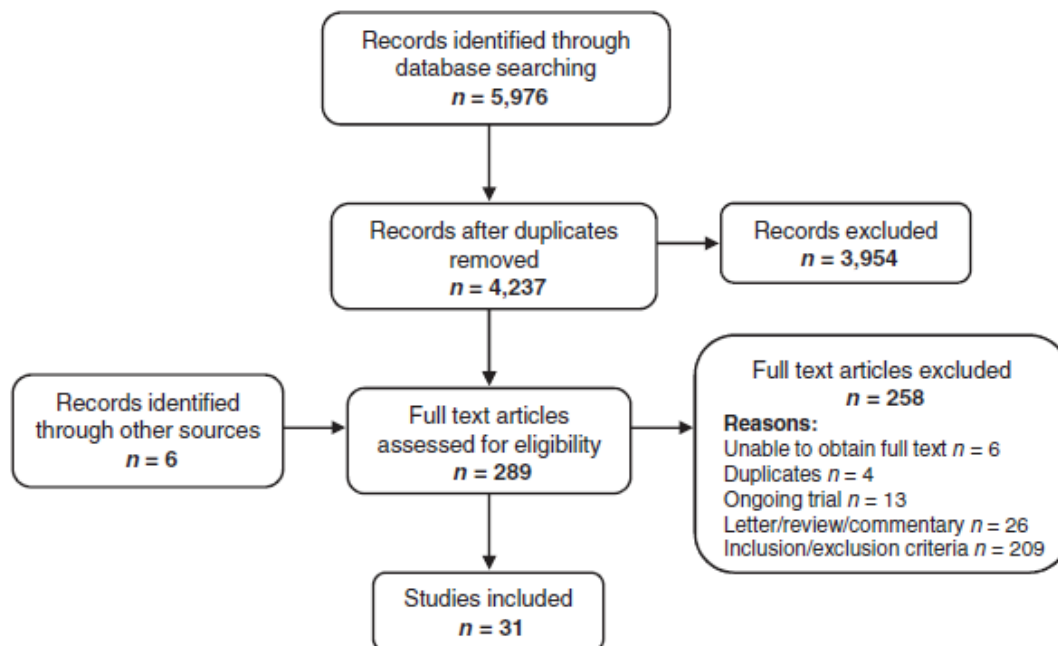 Records identified through
database searching
n = 5,976
Records after duplicates
removed
n = 4,237
Records excluded
n = 3,954
Records identified
through other sources
n = 6
Full text articles
assessed for eligibility
n = 289
Full text articles excluded
n = 258
Reasons:
Unable to obtain full text n = 6
Duplicates n = 4
Ongoing trial n = 13
Letter/review/commentary n = 26
Inclusion/exclusion criteria n = 209
Studies included
n = 31